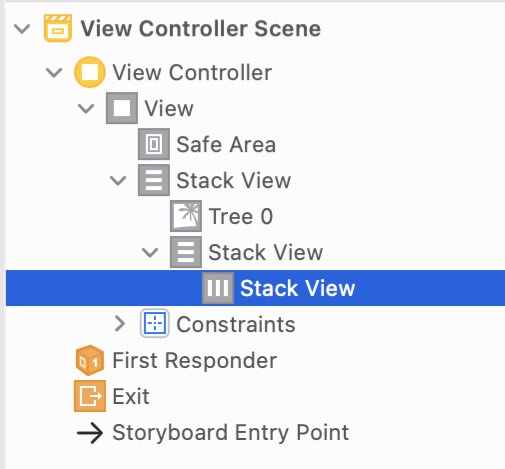 View Controller Scene
View Controller
View
Safe Area
Stack View
Tree 0
Stack View
Stack View
Constraints
First Responder
Exit
Storyboard Entry Point